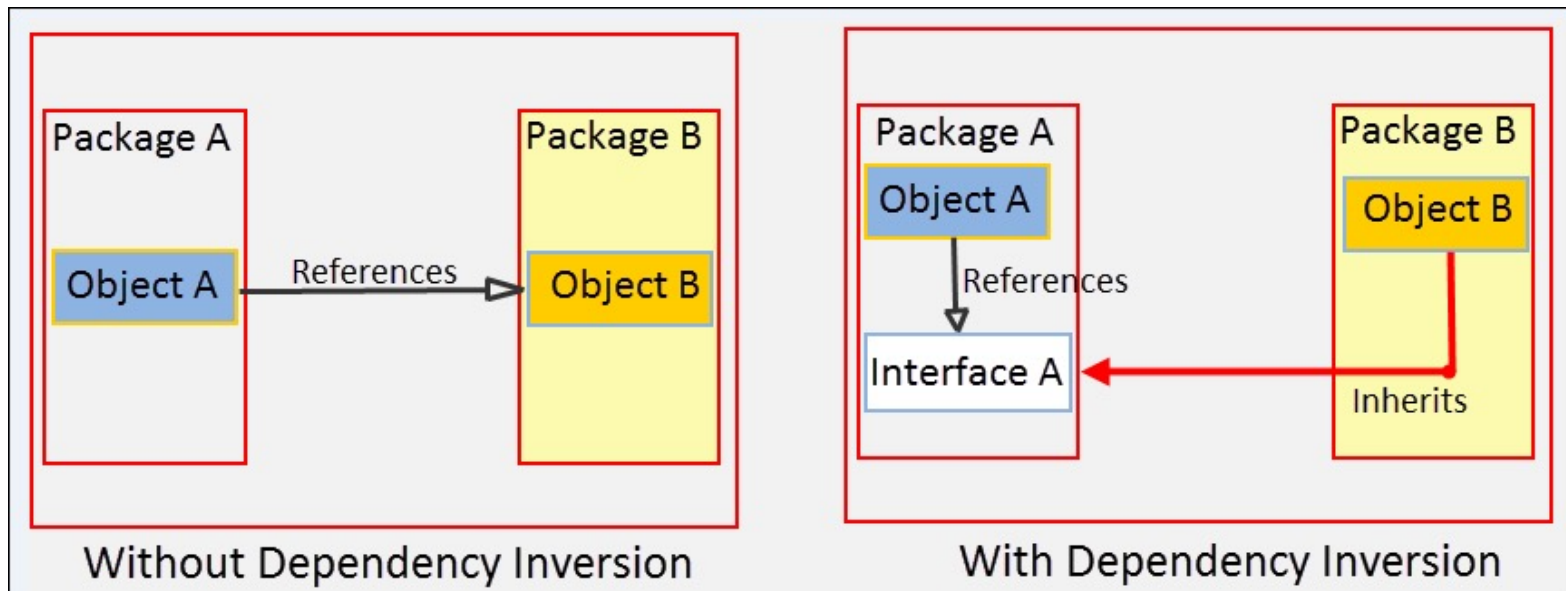 Package A
Package B
Object A
References
Object B
Without Dependency Inversion
Package A
Package B
Object A
Object B
References
Interface A
Inherits
With Dependency Inversion